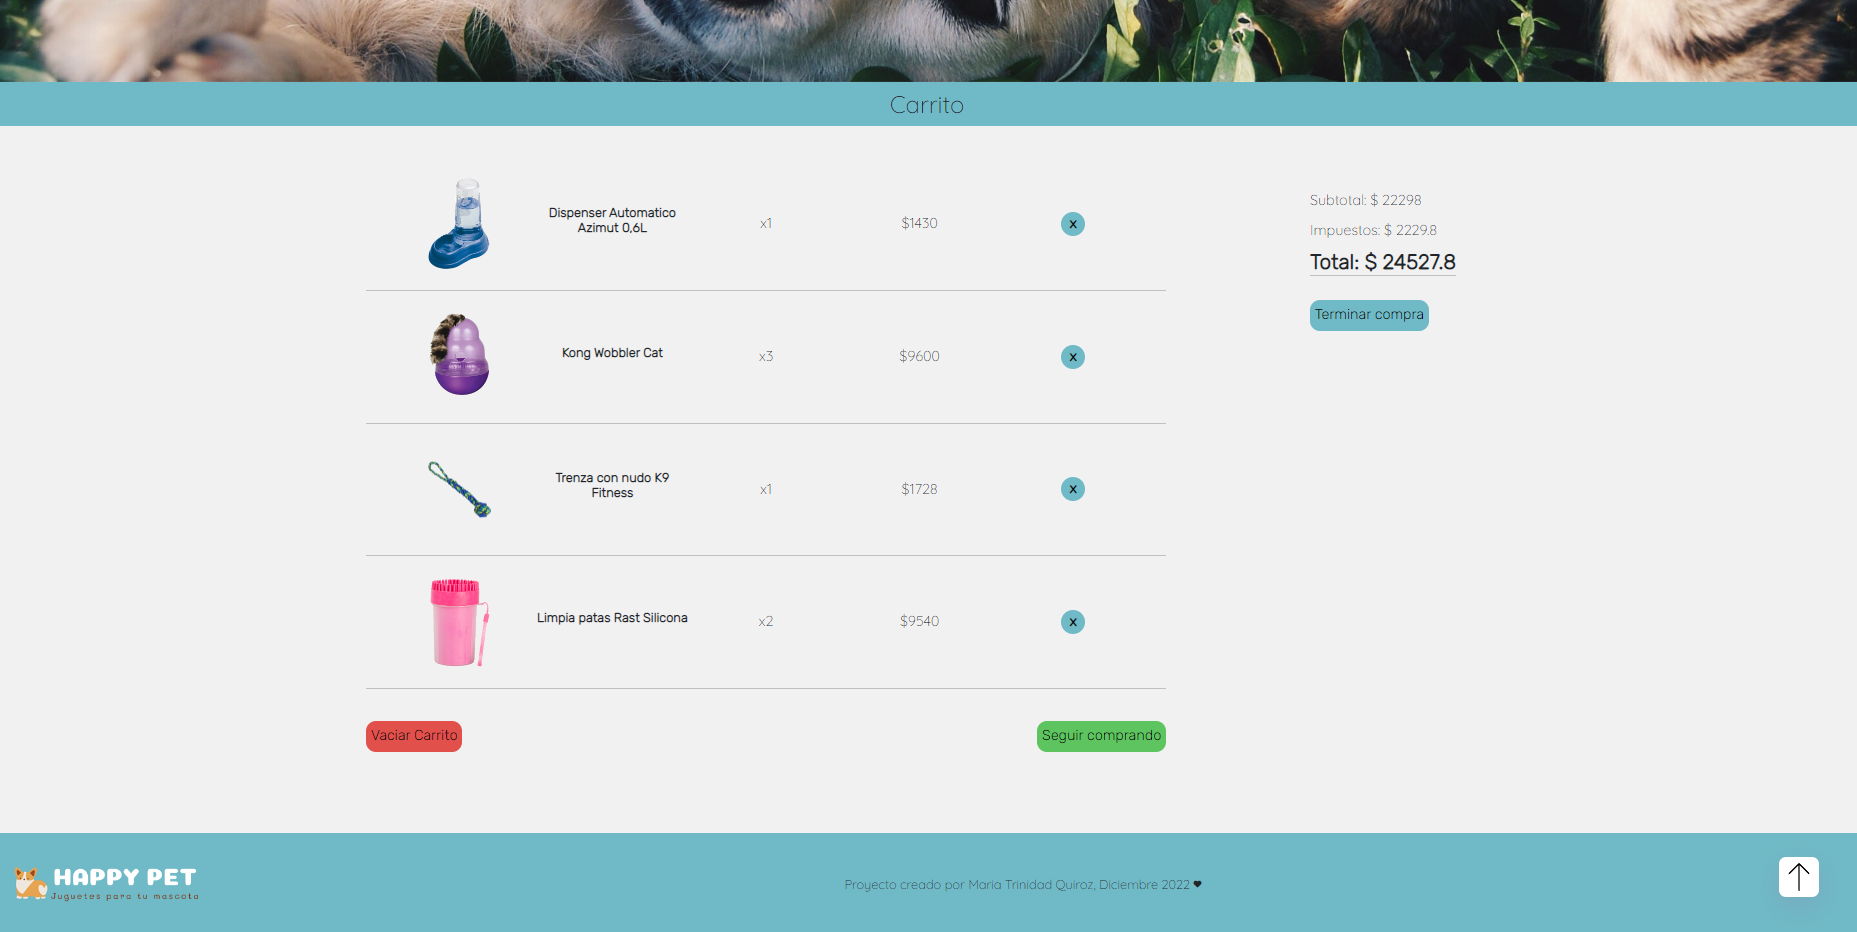 Carrito
Dispenser Automatico
Azimut 0,6L
x1
$1430
x
Kong Wobbler Cat
x3
$9600
x
Trenza con nudo K9
Fitness
x1
$1728
x
Limpia patas Rast Silicona
x2
$9540
x
Vaciar Carrito
Seguir comprando
Subtotal: $ 22298
Impuestos: $ 2229.8
Total: $ 24527.8
Terminar compra
HAPPY PET
Juguetes para tu mascota
Proyecto creado por Maria Trinidad Quiroz, Diciembre 2022 ❤